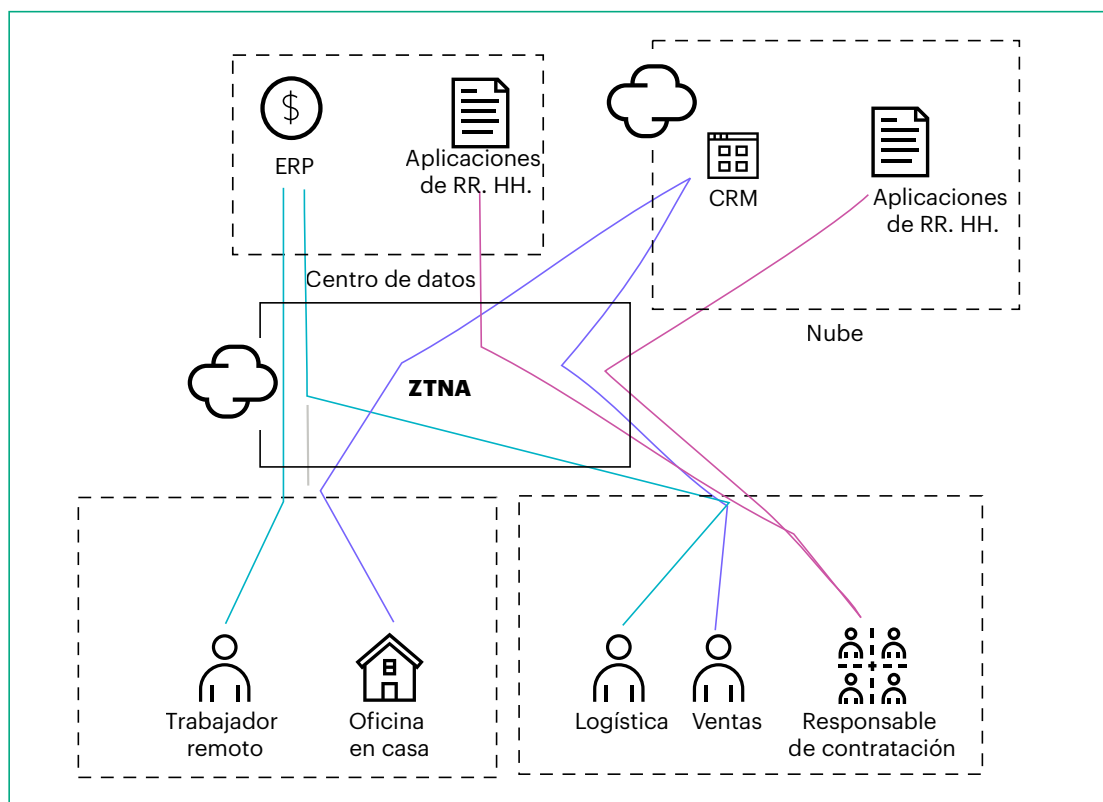 $
ERP
Aplicaciones
de RR. HH.
CRM
Aplicaciones
de RR. HH.
Centro de datos
Nube
ZTNA
Trabajador
remoto
Oficina
en casa
Logística
Ventas
Responsable
de contratación